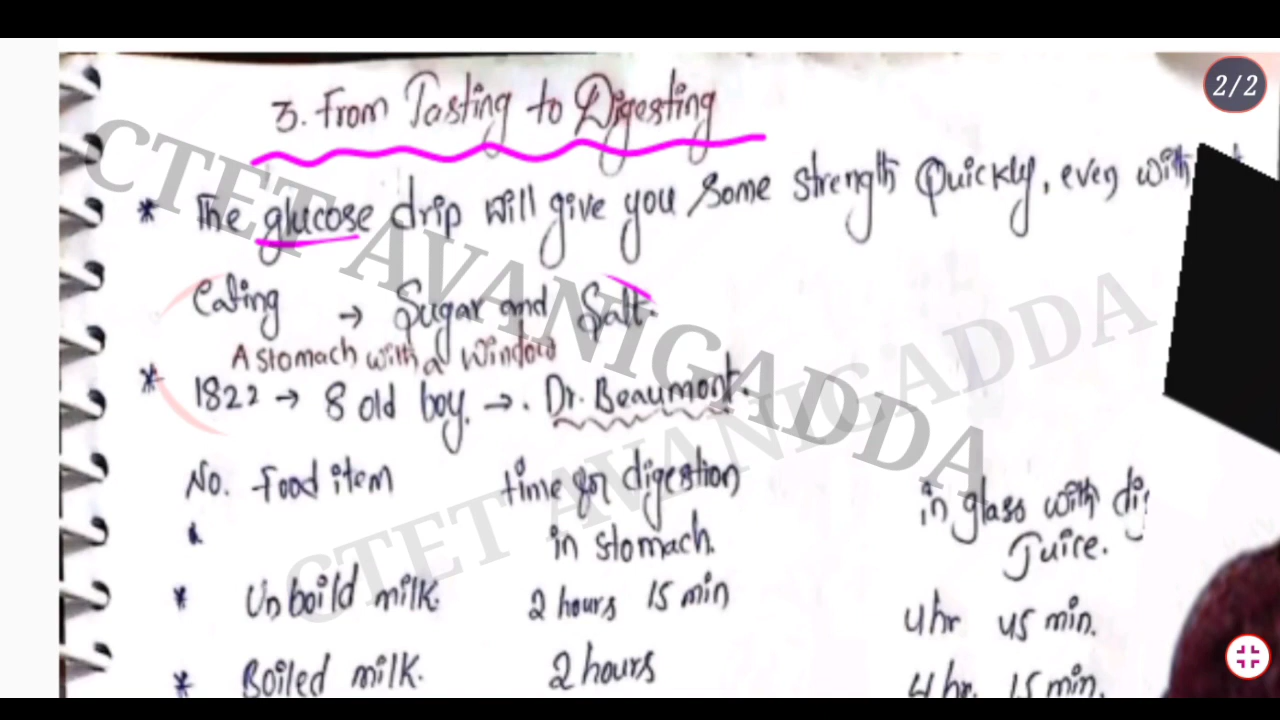 2/2
3. From Tasting to Digesting
* The glucose drip will give you some strength Quickly, even with
Eating → Sugar and Salt.
A stomach with a window
* 1822 → 8 old boy. →. Dr. Beaumont.
No. Food item time for digestion in stomach. in glass with Juice.
* Unboild milk. 2 hours 15 min 4 hr 45 min.
* Boiled milk. 2 hours 4 hr 15 min.
CTET AVANIGADDA
CTET AVANIGADDA